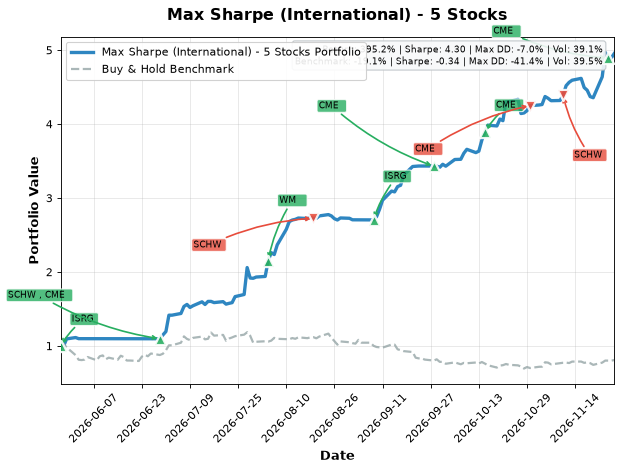 Max Sharpe (International) - 5 Stocks
CME
Max Sharpe (International) - 5 Stocks Portfolio
95.2% | Sharpe: 4.30 | Max DD: -7.0% | Vol: 39.1%
Buy & Hold Benchmark
.1% | Sharpe: -0.34 | Max DD: -41.4% | Vol: 39.5%
5
CME
CME
4
CME
SCHW
ISRG
3
WM
SCHW
2
SCHW , CME
ISRG
1
Portfolio Value
2026-06-07
2026-06-23
2026-07-09
2026-07-25
2026-08-10
2026-08-26
2026-09-11
2026-09-27
2026-10-13
2026-10-29
2026-11-14
Date